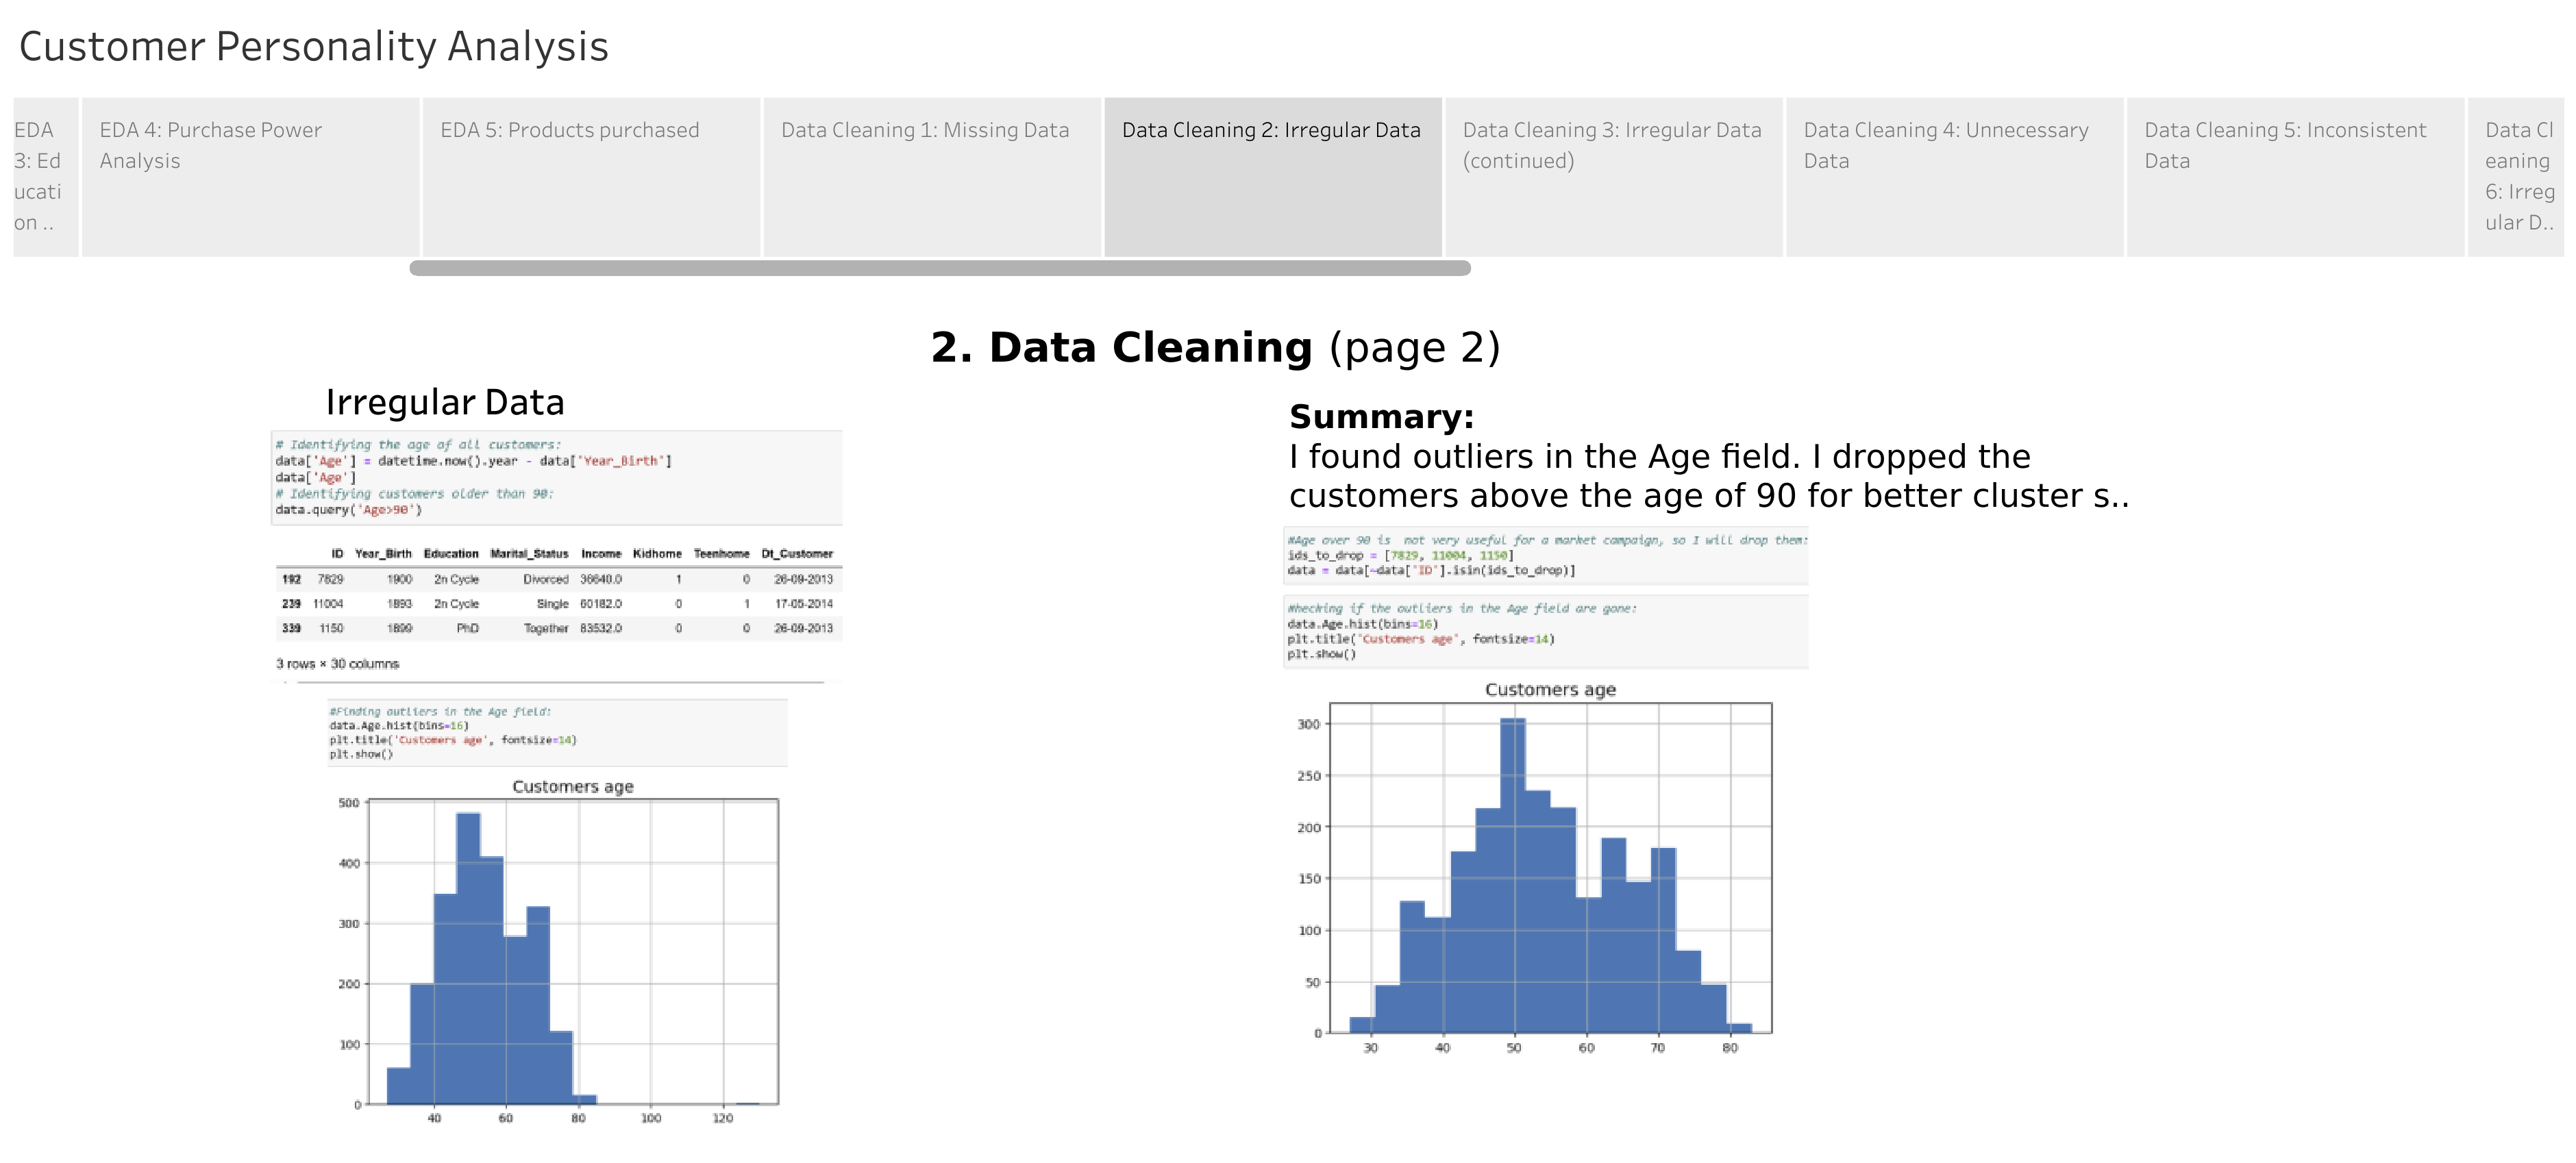 Customer Personality Analysis
EDA
3: Ed
ucati
on ..
EDA 4: Purchase Power
Analysis
EDA 5: Products purchased
Data Cleaning 1: Missing Data
Data Cleaning 2: Irregular Data
Data Cleaning 3: Irregular Data
(continued)
Data Cleaning 4: Unnecessary
Data
Data Cleaning 5: Inconsistent
Data
Data Cl
eaning
6: Irreg
ular D..
2. Data Cleaning (page 2)
Irregular Data
# Identifying the age of all customers:
data['Age'] = datetime.now().year - data['Year_Birth']
data['Age']
# Identifying customers older than 90:
data.query('Age>90')
ID Year_Birth Education Marital_Status Income Kidhome Teenhome Dt_Customer
192 7829 1900 2n Cycle Divorced 36640.0 1 0 26-09-2013
239 11004 1893 2n Cycle Single 60182.0 0 1 17-05-2014
339 1150 1899 PhD Together 83532.0 0 0 26-09-2013
3 rows × 30 columns
#Finding outliers in the Age field:
data.Age.hist(bins=16)
plt.title('Customers age', fontsize=14)
plt.show()
Customers age
500
400
300
200
100
0
40 60 80 100 120
Summary:
I found outliers in the Age field. I dropped the
customers above the age of 90 for better cluster s..
#Age over 90 is  not very useful for a market campaign, so I will drop them:
ids_to_drop = [7829, 11004, 1150]
data = data[~data['ID'].isin(ids_to_drop)]
#hecking if the outliers in the Age field are gone:
data.Age.hist(bins=16)
plt.title('Customers age', fontsize=14)
plt.show()
Customers age
300
250
200
150
100
50
0
30 40 50 60 70 80